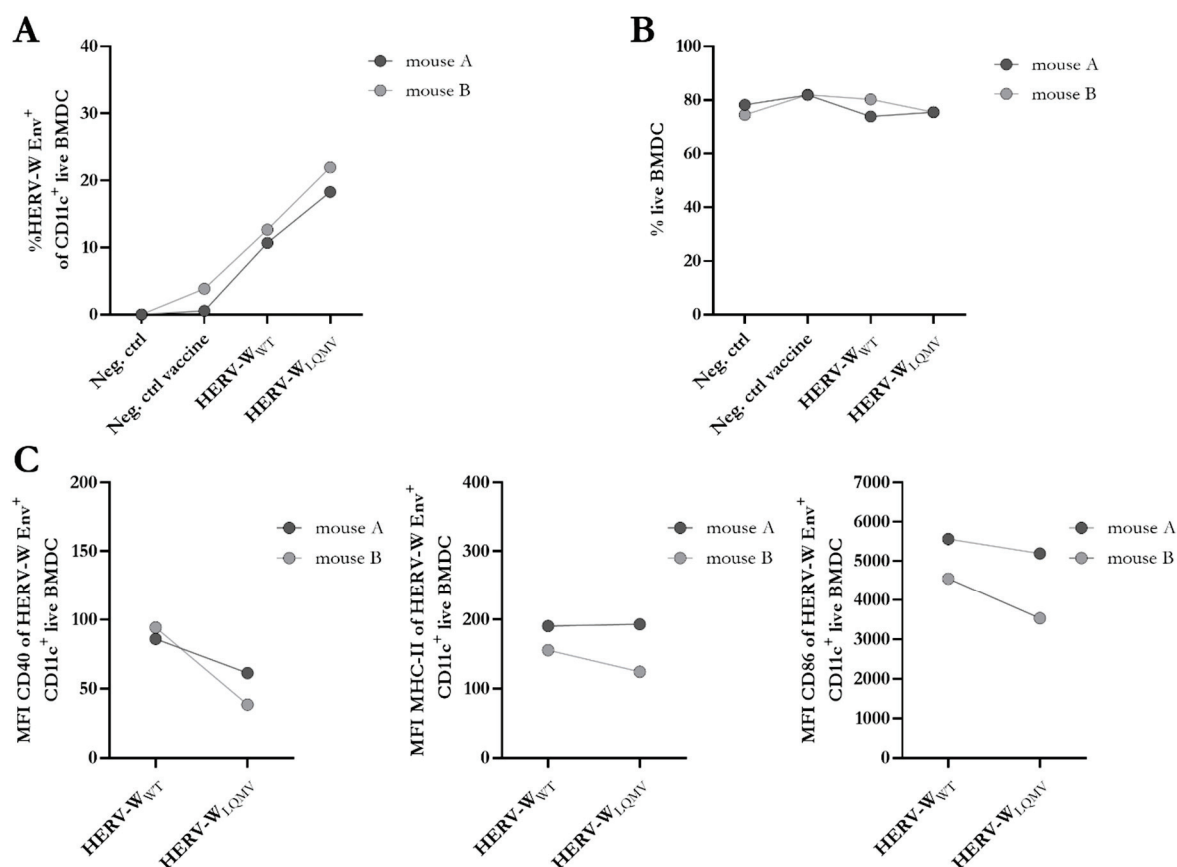 A
%HERV-W Env+
of CD11c+ live BMDC
40
30
20
10
0
Neg. ctrl
Neg. ctrl vaccine
HERV-WWT
HERV-WLQMV
mouse A
mouse B
B
% live BMDC
100
80
60
40
20
0
Neg. ctrl
Neg. ctrl vaccine
HERV-WWT
HERV-WLQMV
mouse A
mouse B
C
MFI CD40 of HERV-W Env+
CD11c+ live BMDC
200
150
100
50
0
HERV-WWT
HERV-WLQMV
mouse A
mouse B
MFI MHC-II of HERV-W Env+
CD11c+ live BMDC
400
300
200
100
0
HERV-WWT
HERV-WLQMV
mouse A
mouse B
MFI CD86 of HERV-W Env+
CD11c+ live BMDC
7000
6000
5000
4000
3000
2000
1000
0
HERV-WWT
HERV-WLQMV
mouse A
mouse B